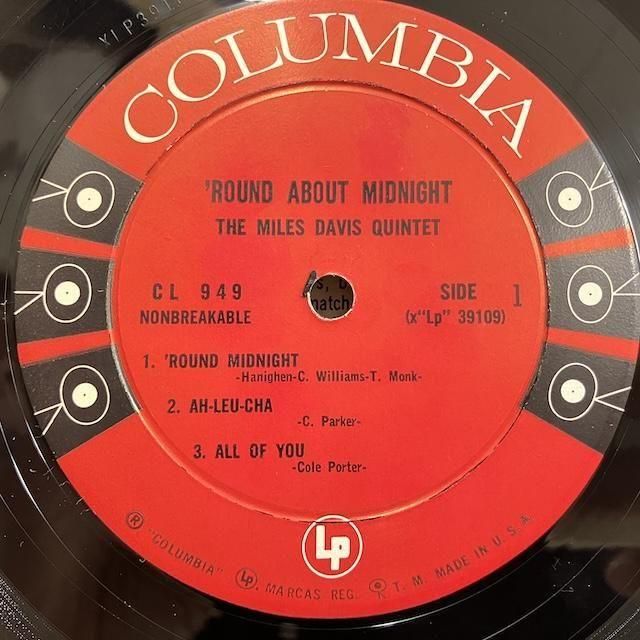 XLP391
COLUMBIA
'ROUND ABOUT MIDNIGHT
THE MILES DAVIS QUINTET
CL 949
NONBREAKABLE
SIDE 1
(x"Lp" 39109)
1. 'ROUND MIDNIGHT
-Hanighen-C. Williams-T. Monk-
2. AH-LEU-CHA
-C. Parker-
3. ALL OF YOU
-Cole Porter-
Lp
® "COLUMBIA" Lp. MARCAS REG. T. M. MADE IN U.S.A.